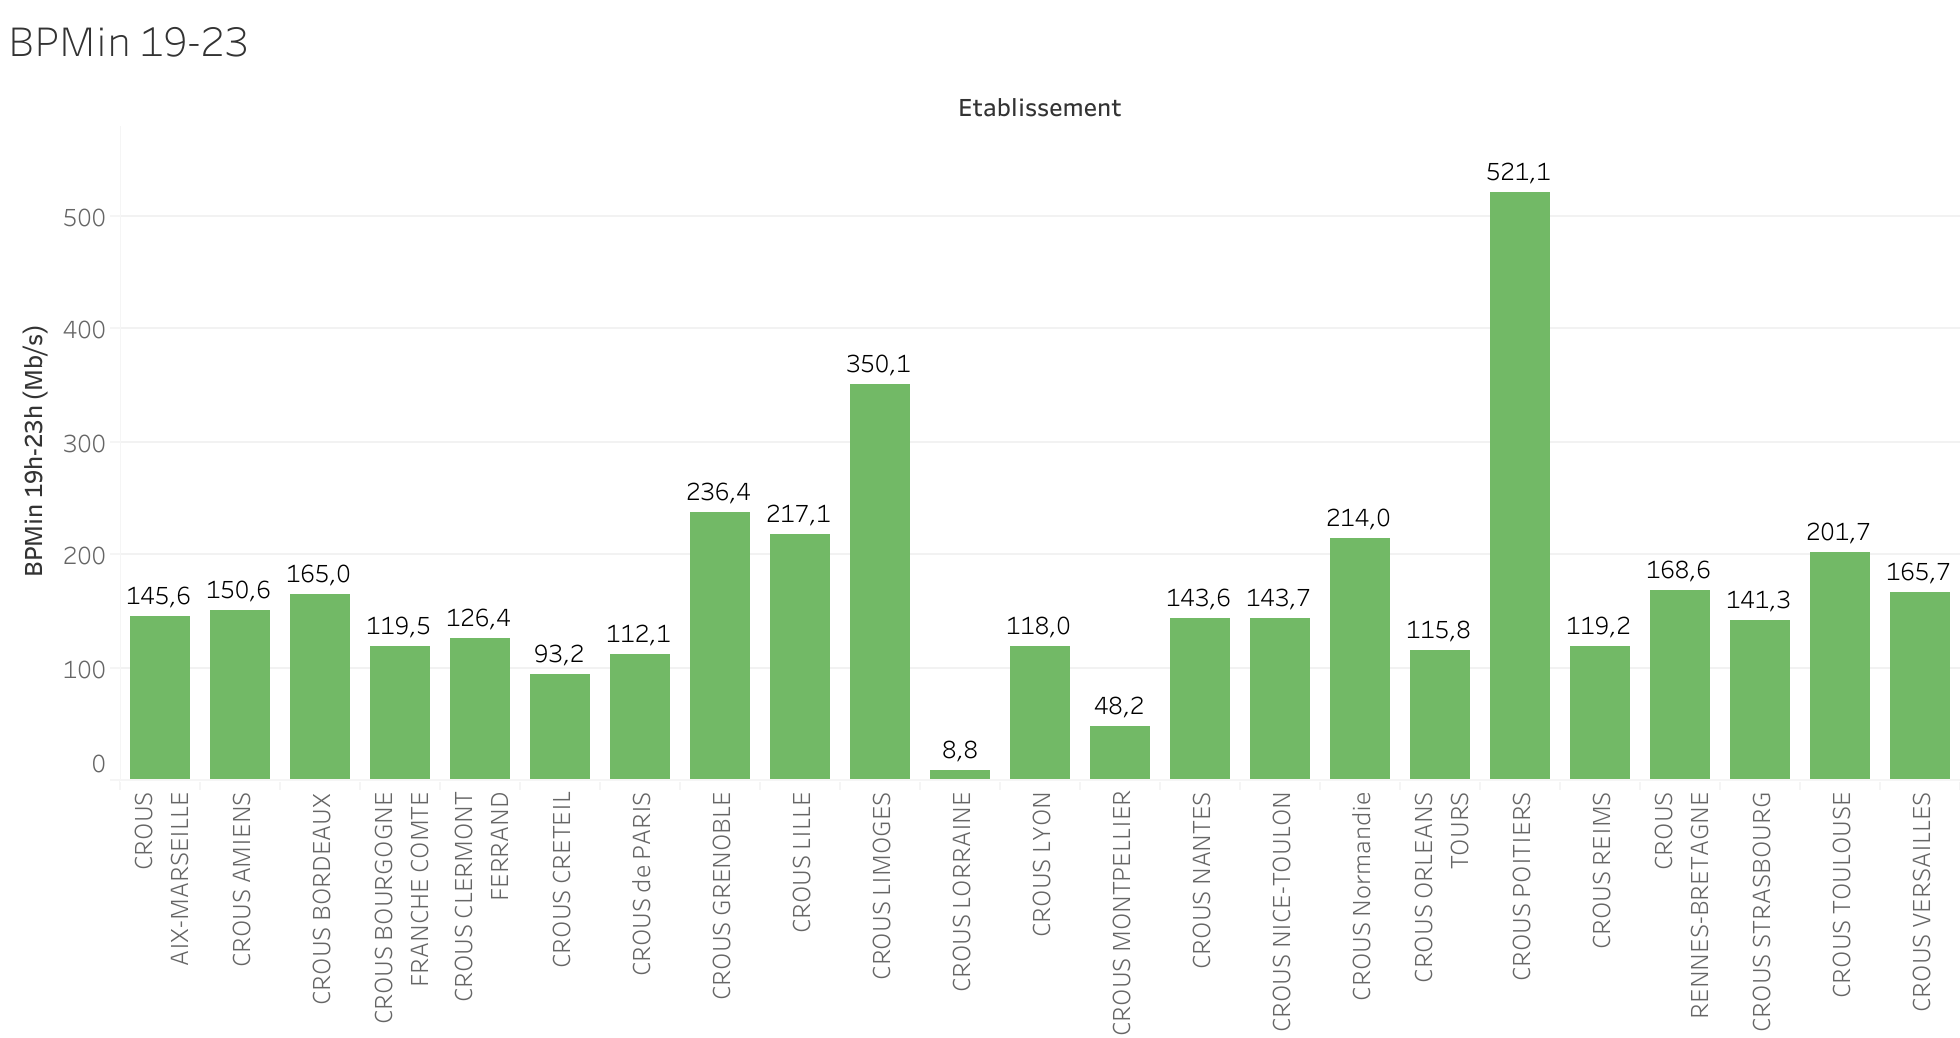 BPMin 19-23
Etablissement
BPMin 19h-23h (Mb/s)
500
400
300
200
100
0
145,6
150,6
165,0
119,5
126,4
93,2
112,1
236,4
217,1
350,1
8,8
118,0
48,2
143,6
143,7
214,0
115,8
521,1
119,2
168,6
141,3
201,7
165,7
CROUS
AIX-MARSEILLE
CROUS AMIENS
CROUS BORDEAUX
CROUS BOURGOGNE
FRANCHE COMTE
CROUS CLERMONT
FERRAND
CROUS CRETEIL
CROUS de PARIS
CROUS GRENOBLE
CROUS LILLE
CROUS LIMOGES
CROUS LORRAINE
CROUS LYON
CROUS MONTPELLIER
CROUS NANTES
CROUS NICE-TOULON
CROUS Normandie
CROUS ORLEANS
TOURS
CROUS POITIERS
CROUS REIMS
CROUS
RENNES-BRETAGNE
CROUS STRASBOURG
CROUS TOULOUSE
CROUS VERSAILLES